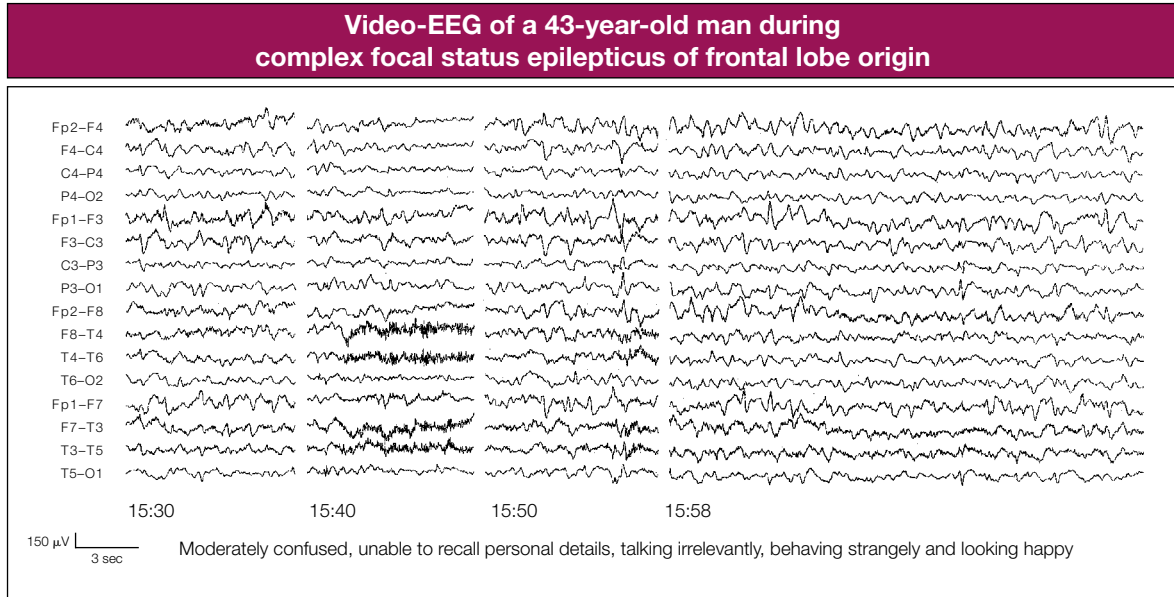 Video-EEG of a 43-year-old man during
complex focal status epilepticus of frontal lobe origin
Fp2–F4
F4–C4
C4–P4
P4–O2
Fp1–F3
F3–C3
C3–P3
P3–O1
Fp2–F8
F8–T4
T4–T6
T6–O2
Fp1–F7
F7–T3
T3–T5
T5–O1
15:30 15:40 15:50 15:58
150 µV
3 sec
Moderately confused, unable to recall personal details, talking irrelevantly, behaving strangely and looking happy